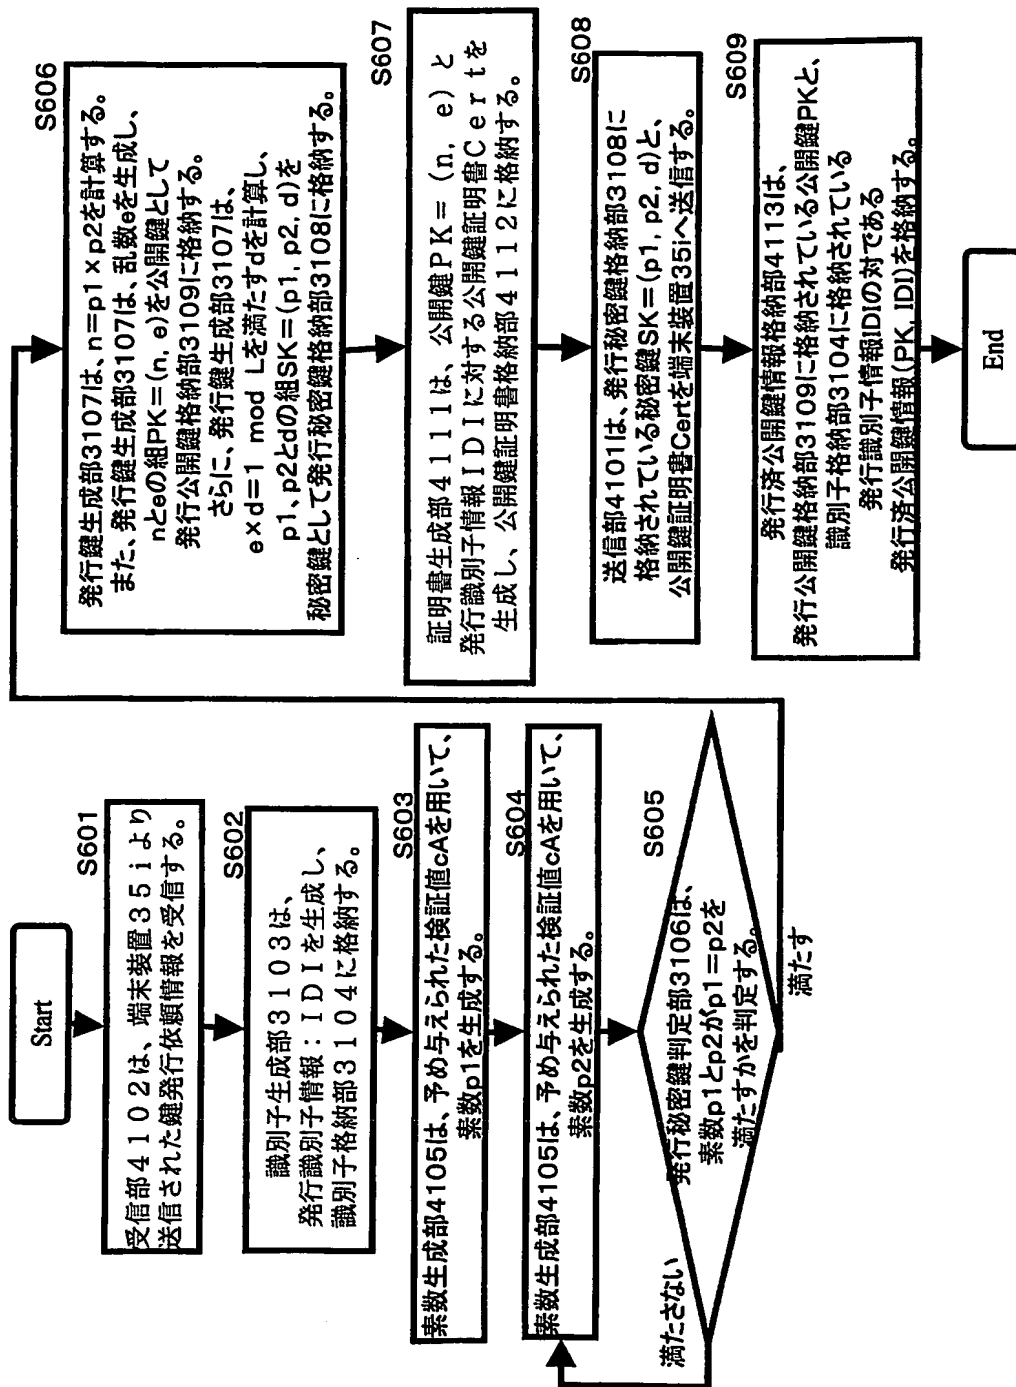 Start
S601
受信部4102は、端末装置35iより
送信された鍵発行依頼情報を受信する。
S602
識別子生成部3103は、
発行識別子情報:IDIを生成し、
識別子格納部3104に格納する。
S603
素数生成部4105は、予め与えられた検証値cAを用いて、
素数p1を生成する。
S604
素数生成部4105は、予め与えられた検証値cAを用いて、
素数p2を生成する。
S605
発行秘密鍵判定部3106は、
素数p1とp2がp1=p2を
満たすかを判定する。
満たさない
満たす
S606
発行鍵生成部3107は、n=p1×p2を計算する。
また、発行鍵生成部3107は、乱数eを生成し、
nとeの組PK=(n, e)を公開鍵として
発行公開鍵格納部3109に格納する。
さらに、発行鍵生成部3107は、
e×d=1 mod Lを満たすdを計算し、
p1、p2とdの組SK=(p1, p2, d)を
秘密鍵として発行秘密鍵格納部3108に格納する。
S607
証明書生成部4111は、公開鍵PK=(n, e)と
発行識別子情報IDIに対する公開鍵証明書Certを
生成し、公開鍵証明書格納部4112に格納する。
S608
送信部4101は、発行秘密鍵格納部3108に
格納されている秘密鍵SK=(p1, p2, d)と、
公開鍵証明書Certを端末装置35iへ送信する。
S609
発行済公開鍵情報格納部4113は、
発行公開鍵格納部3109に格納されている公開鍵PKと、
識別子格納部3104に格納されている
発行識別子情報IDIの対である
発行済公開鍵情報(PK, IDI)を格納する。
End